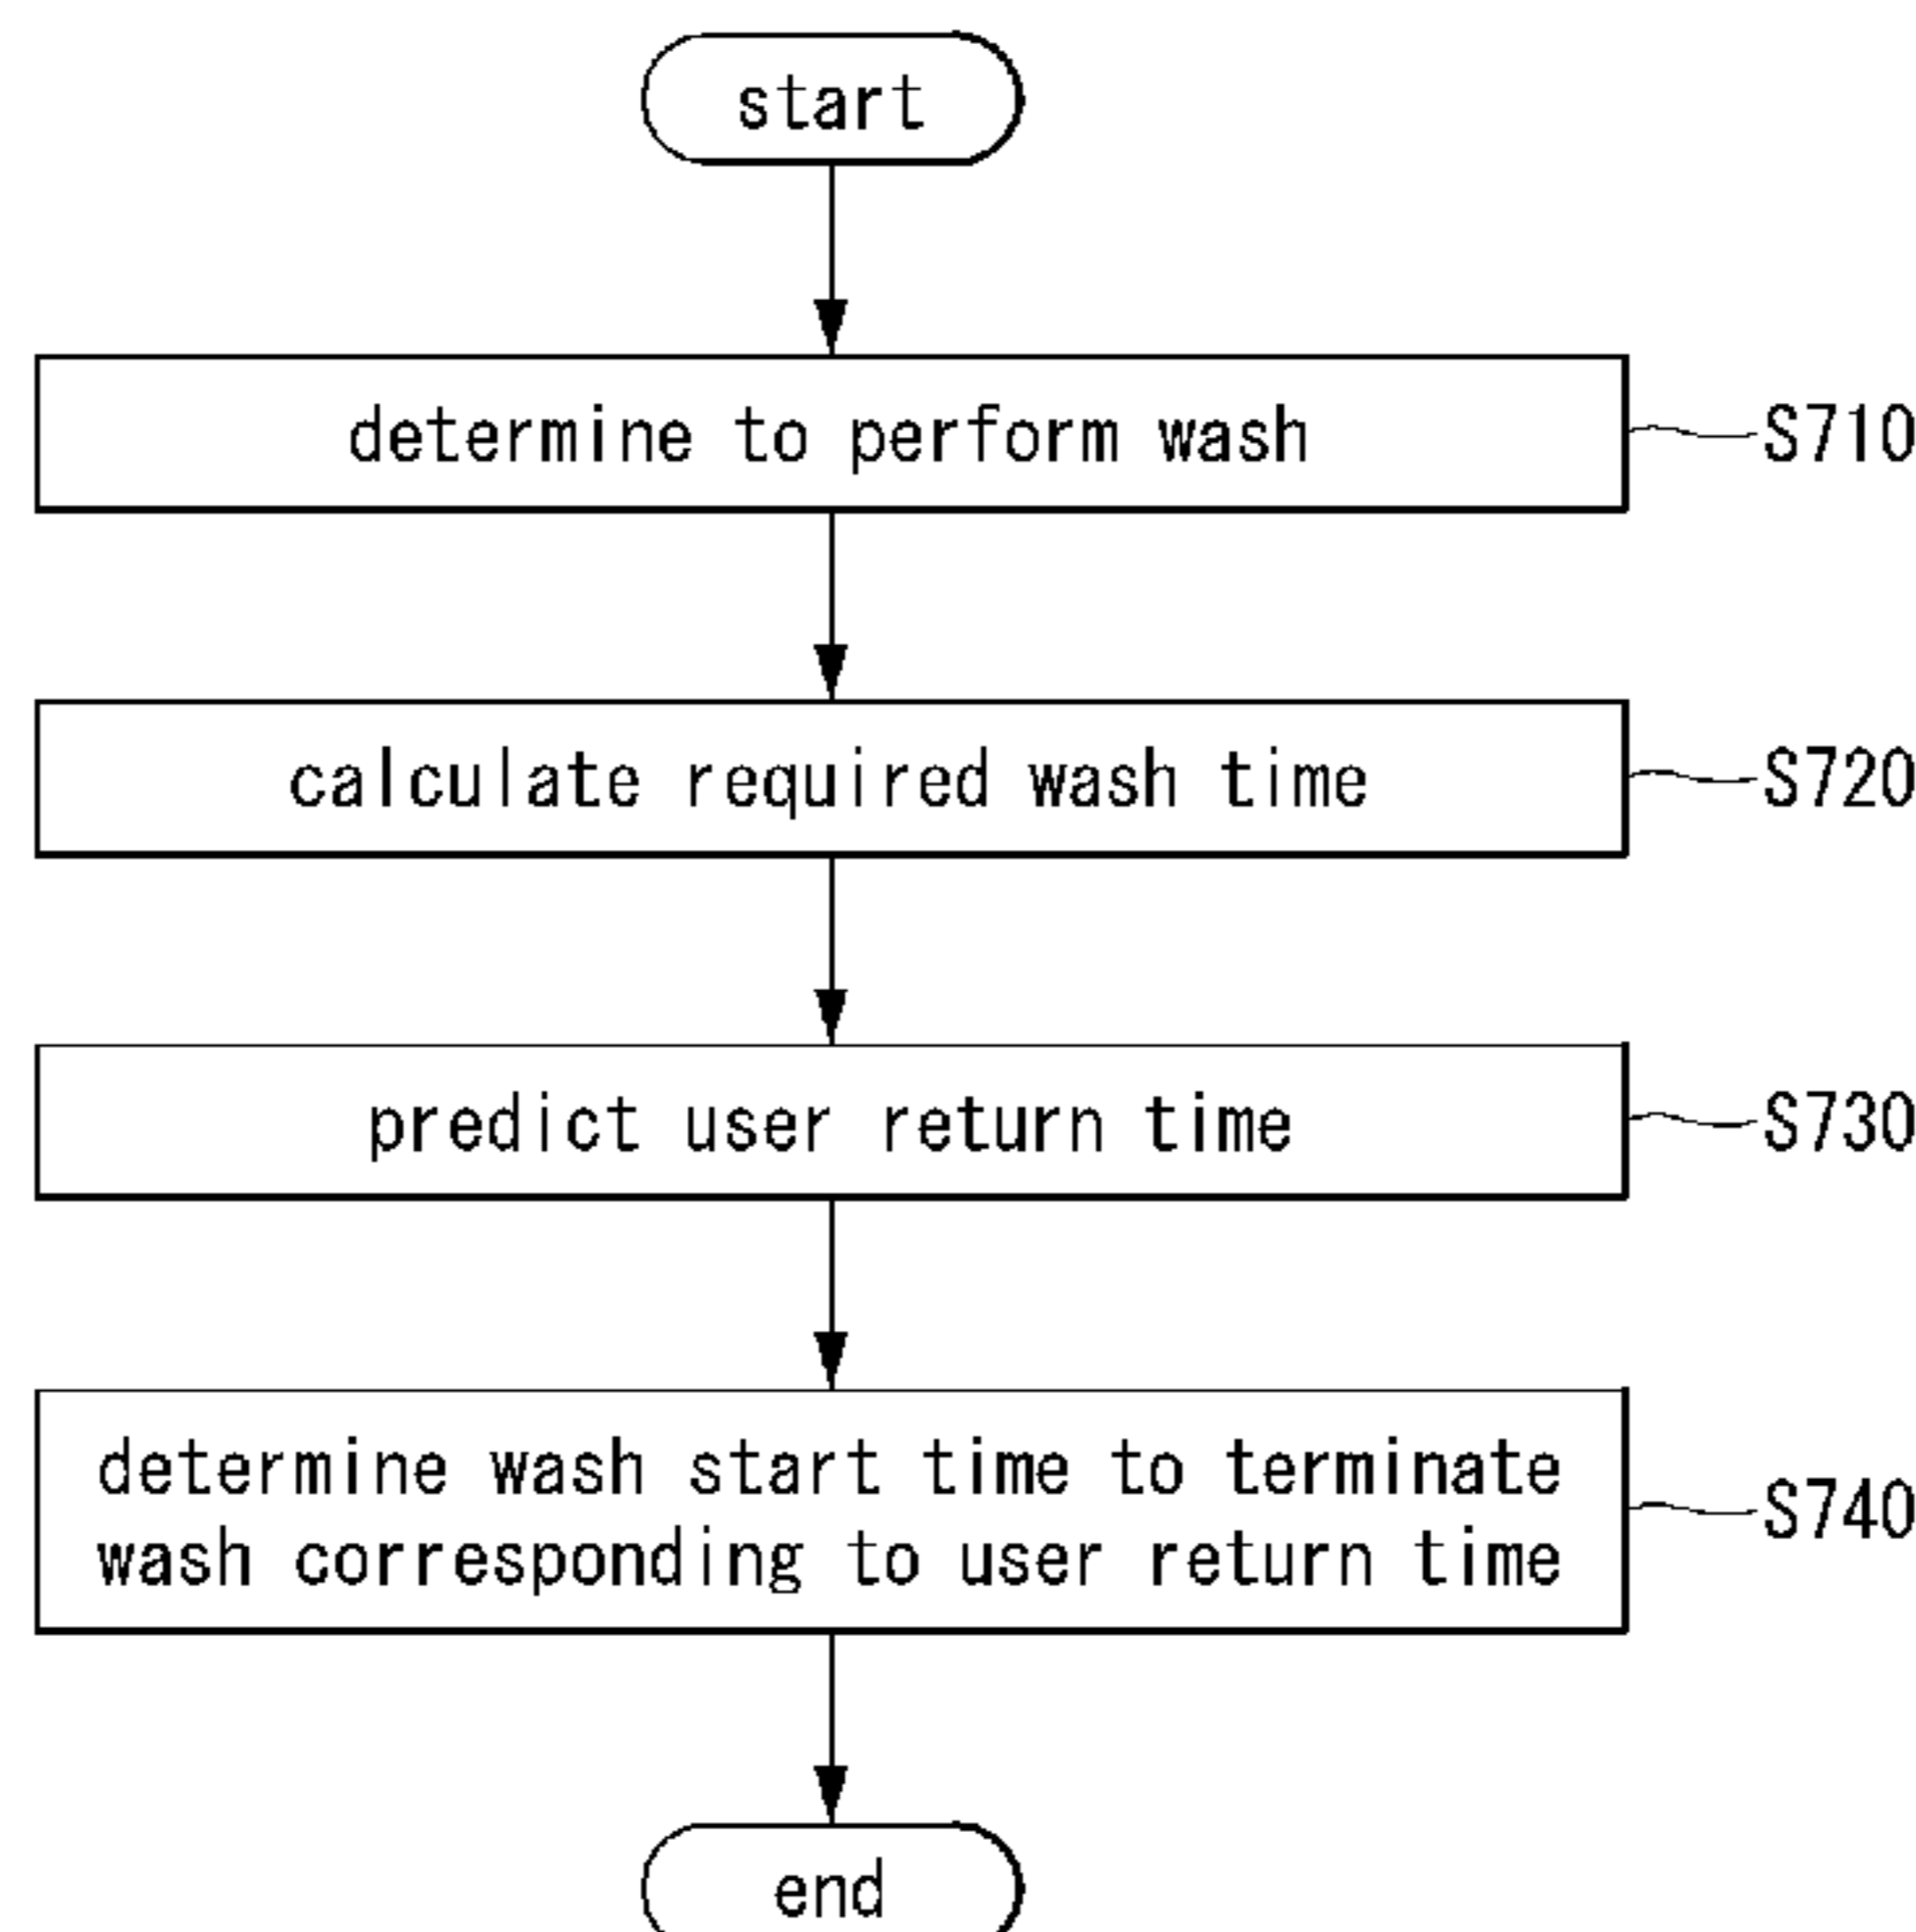 start
determine to perform wash
S710
calculate required wash time
S720
predict user return time
S730
determine wash start time to terminate
wash corresponding to user return time
S740
end